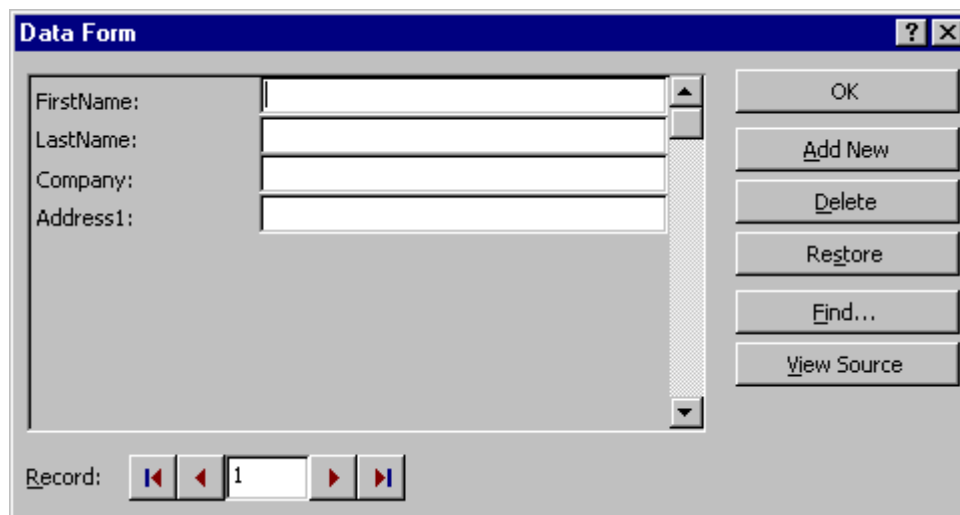 Data Form
FirstName:
LastName:
Company:
Address1:
OK
Add New
Delete
Restore
Find...
View Source
Record: 1